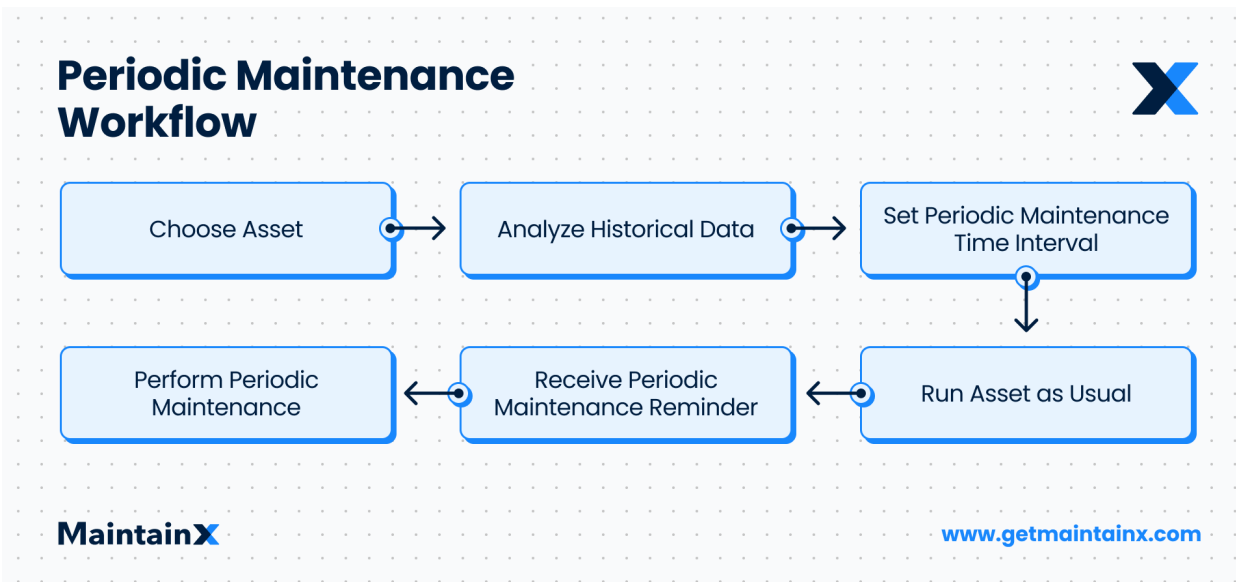 Periodic Maintenance
Workflow
Choose Asset
Analyze Historical Data
Set Periodic Maintenance
Time Interval
Run Asset as Usual
Receive Periodic
Maintenance Reminder
Perform Periodic
Maintenance
MaintainX
www.getmaintainx.com